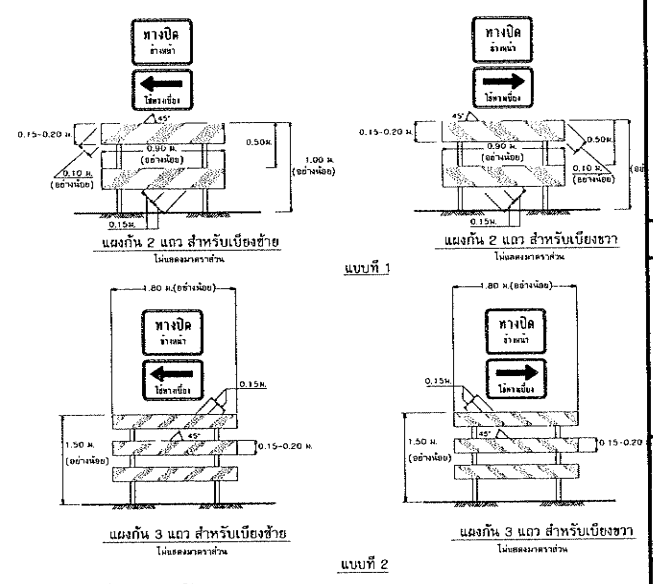 ทางปิด
ข้างหน้า
ใช้ทางเบี่ยง
45°
0.15-0.20 ม.
0.90 ม.
(อย่างน้อย)
0.50ม.
1.00 ม.
(อย่างน้อย)
0.10 ม.
(อย่างน้อย)
0.15ม.
แผงกั้น 2 แถว สำหรับเบี่ยงซ้าย
ไม่แสดงมาตราส่วน
ทางปิด
ข้างหน้า
ใช้ทางเบี่ยง
45°
0.15-0.20 ม.
0.90 ม.
(อย่างน้อย)
0.50ม.
0.10 ม.
(อย่างน้อย)
0.15ม.
แผงกั้น 2 แถว สำหรับเบี่ยงขวา
ไม่แสดงมาตราส่วน
แบบที่ 1
1.80 ม.(อย่างน้อย)
ทางปิด
ข้างหน้า
ใช้ทางเบี่ยง
0.15ม.
1.50 ม.
(อย่างน้อย)
45°
0.15-0.20 ม.
แผงกั้น 3 แถว สำหรับเบี่ยงซ้าย
ไม่แสดงมาตราส่วน
1.80 ม.(อย่างน้อย)
ทางปิด
ข้างหน้า
ใช้ทางเบี่ยง
0.15ม.
1.50 ม.
(อย่างน้อย)
45°
0.15-0.20
แผงกั้น 3 แถว สำหรับเบี่ยงขวา
ไม่แสดงมาตราส่วน
แบบที่ 2